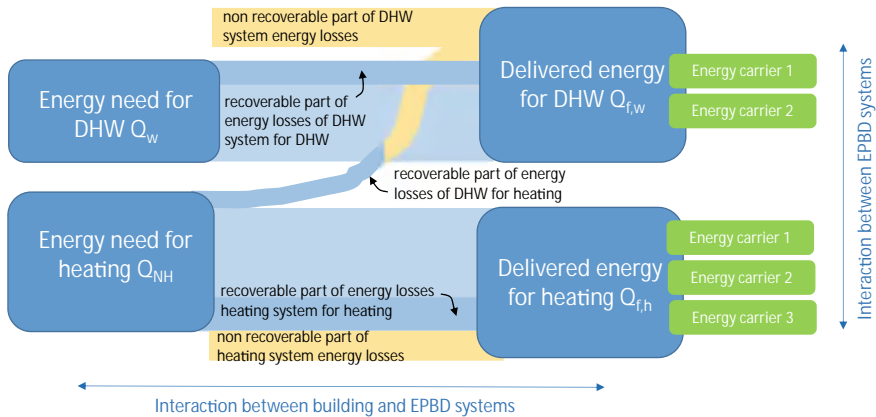 non recoverable part of DHW
system energy losses
Energy need for
DHW Qw
recoverable part of
energy losses of DHW
system for DHW
Delivered energy
for DHW Qf,w
Energy carrier 1
Energy carrier 2
recoverable part of energy
losses of DHW for heating
Energy need for
heating QNH
recoverable part of energy losses
heating system for heating
non recoverable part of
heating system energy losses
Delivered energy
for heating Qf,h
Energy carrier 1
Energy carrier 2
Energy carrier 3
Interaction between EPBD systems
Interaction between building and EPBD systems